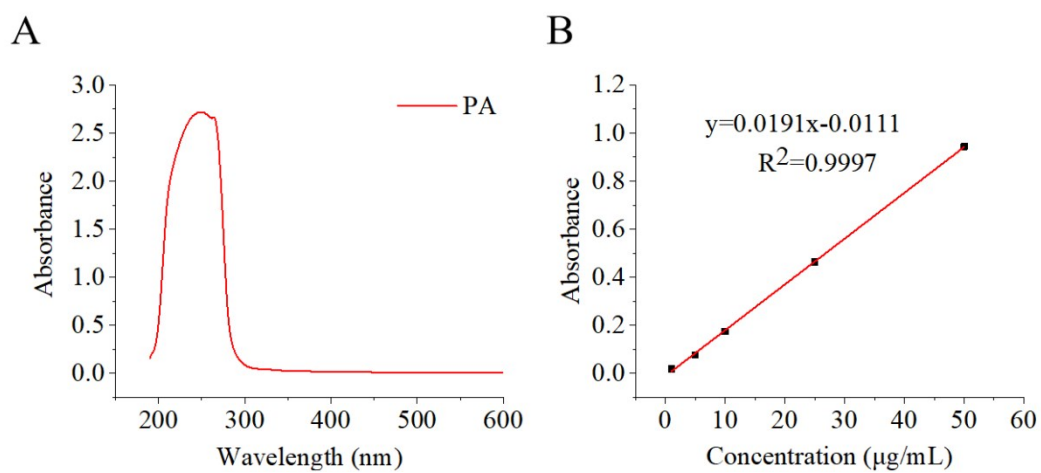 A
3.0
2.5
2.0
1.5
1.0
0.5
0.0
Absorbance
PA
200 300 400 500 600
Wavelength (nm)
B
1.2
1.0
0.8
0.6
0.4
0.2
0.0
Absorbance
y=0.0191x-0.0111
R²=0.9997
0 10 20 30 40 50 60
Concentration (μg/mL)